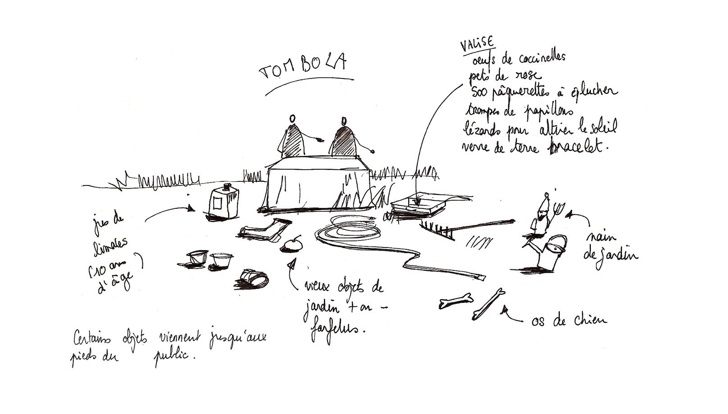 TOMBOLA
VALISE
oeufs de coccinelles
pets de rose
500 pâquerettes à éplucher
trompes de papillons
lézards pour attirer le soleil
verre de terre bracelet.
jus de
limaces
(10 ans
d'âge)
vieux objets de
jardin + ou -
farfelus.
nain
de jardin
os de chien
Certains objets viennent jusqu'aux
pieds du public.